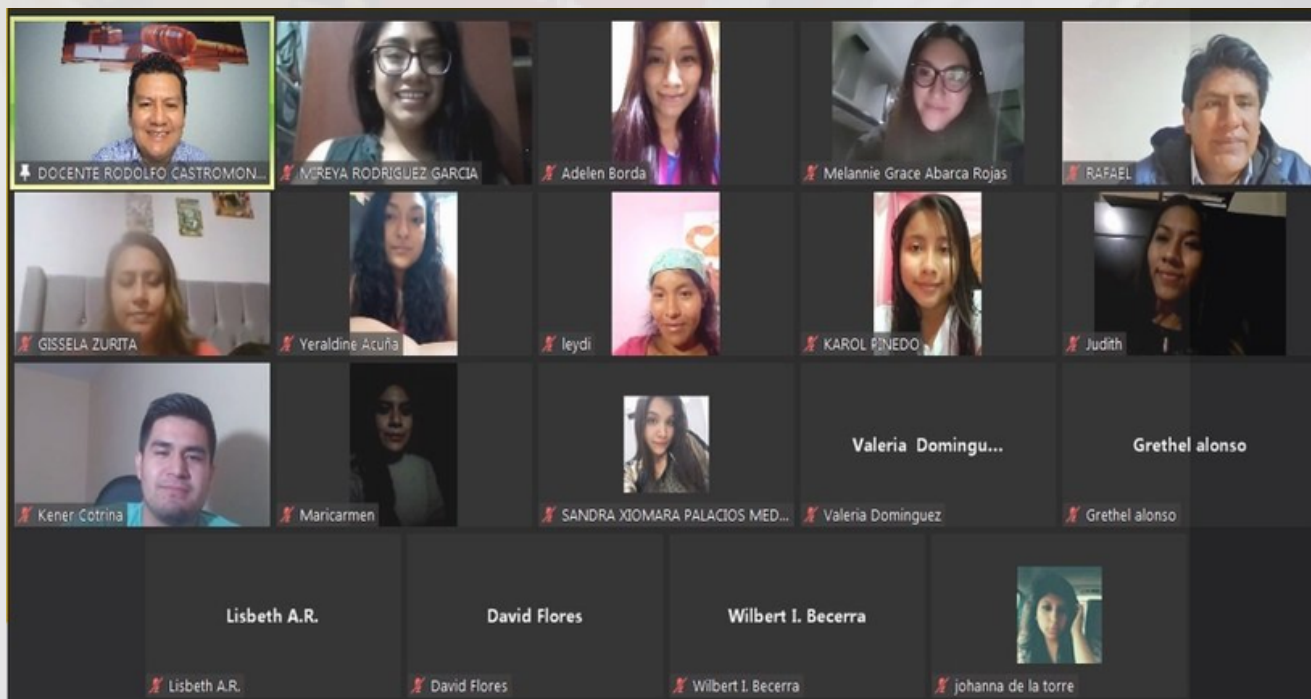 DOCENTE RODOLFO CASTROMON...
MIREYA RODRIGUEZ GARCIA
Adelen Borda
Melannie Grace Abarca Rojas
RAFAEL
GISSELA ZURITA
Yeraldine Acuña
leydi
KAROL PINEDO
Judith
Kener Cotrina
Maricarmen
SANDRA XIOMARA PALACIOS MED...
Valeria Domingu...
Valeria Dominguez
Grethel alonso
Grethel alonso
Lisbeth A.R.
Lisbeth A.R.
David Flores
David Flores
Wilbert I. Becerra
Wilbert I. Becerra
johanna de la torre